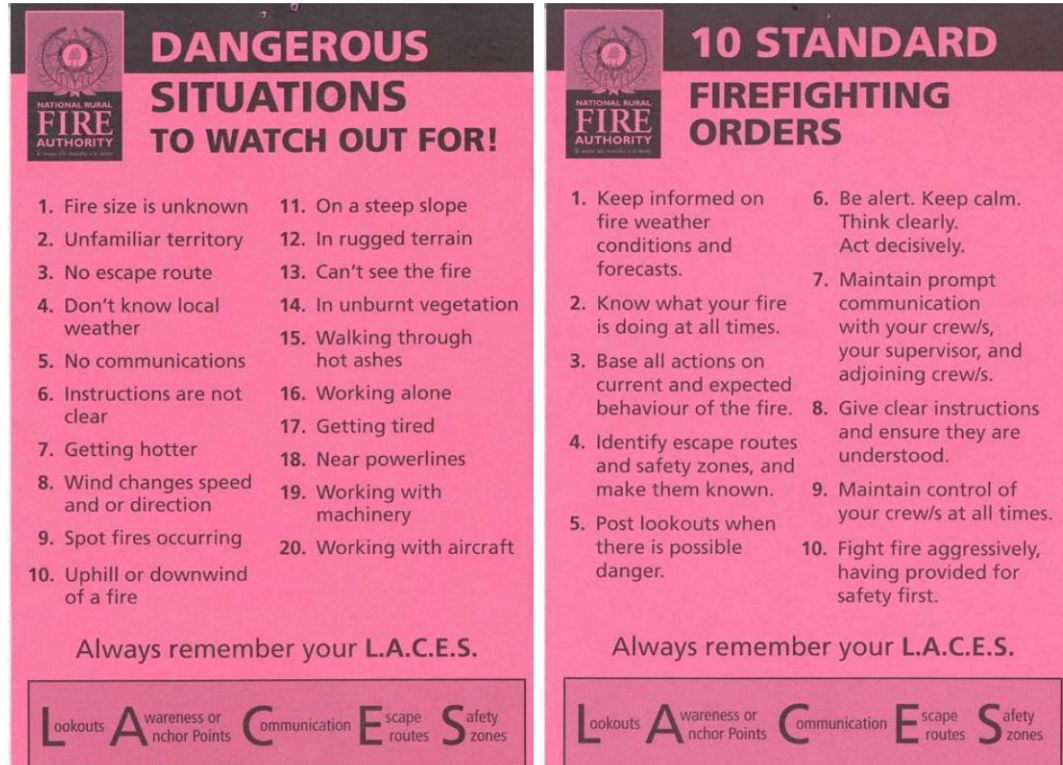 NATIONAL RURAL
FIRE
AUTHORITY
DANGEROUS
SITUATIONS
TO WATCH OUT FOR!
1. Fire size is unknown
2. Unfamiliar territory
3. No escape route
4. Don't know local
weather
5. No communications
6. Instructions are not
clear
7. Getting hotter
8. Wind changes speed
and or direction
9. Spot fires occurring
10. Uphill or downwind
of a fire
11. On a steep slope
12. In rugged terrain
13. Can't see the fire
14. In unburnt vegetation
15. Walking through
hot ashes
16. Working alone
17. Getting tired
18. Near powerlines
19. Working with
machinery
20. Working with aircraft
Always remember your L.A.C.E.S.
Lookouts Awareness or Anchor Points Communication Escape routes Safety zones
NATIONAL RURAL
FIRE
AUTHORITY
10 STANDARD
FIREFIGHTING
ORDERS
1. Keep informed on
fire weather
conditions and
forecasts.
2. Know what your fire
is doing at all times.
3. Base all actions on
current and expected
behaviour of the fire.
4. Identify escape routes
and safety zones, and
make them known.
5. Post lookouts when
there is possible
danger.
6. Be alert. Keep calm.
Think clearly.
Act decisively.
7. Maintain prompt
communication
with your crew/s,
your supervisor, and
adjoining crew/s.
8. Give clear instructions
and ensure they are
understood.
9. Maintain control of
your crew/s at all times.
10. Fight fire aggressively,
having provided for
safety first.
Always remember your L.A.C.E.S.
Lookouts Awareness or Anchor Points Communication Escape routes Safety zones